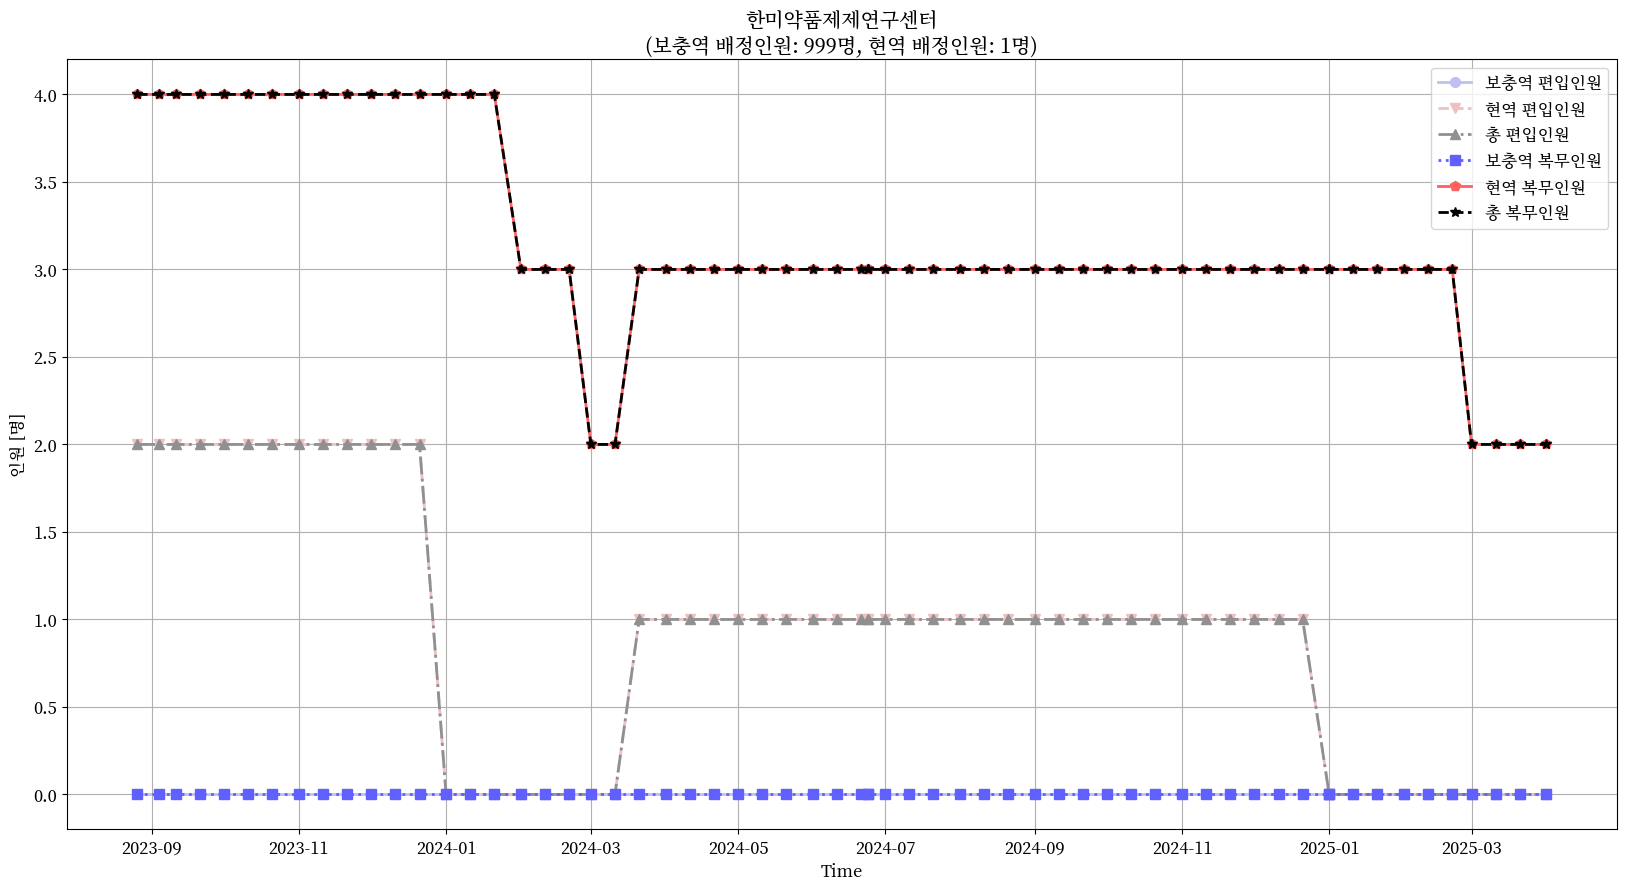 한미약품제제연구센터
(보충역 배정인원: 999명, 현역 배정인원: 1명)
보충역 편입인원
현역 편입인원
총 편입인원
보충역 복무인원
현역 복무인원
총 복무인원
인원 [명]
4.0
3.5
3.0
2.5
2.0
1.5
1.0
0.5
0.0
2023-09 2023-11 2024-01 2024-03 2024-05 2024-07 2024-09 2024-11 2025-01 2025-03
Time